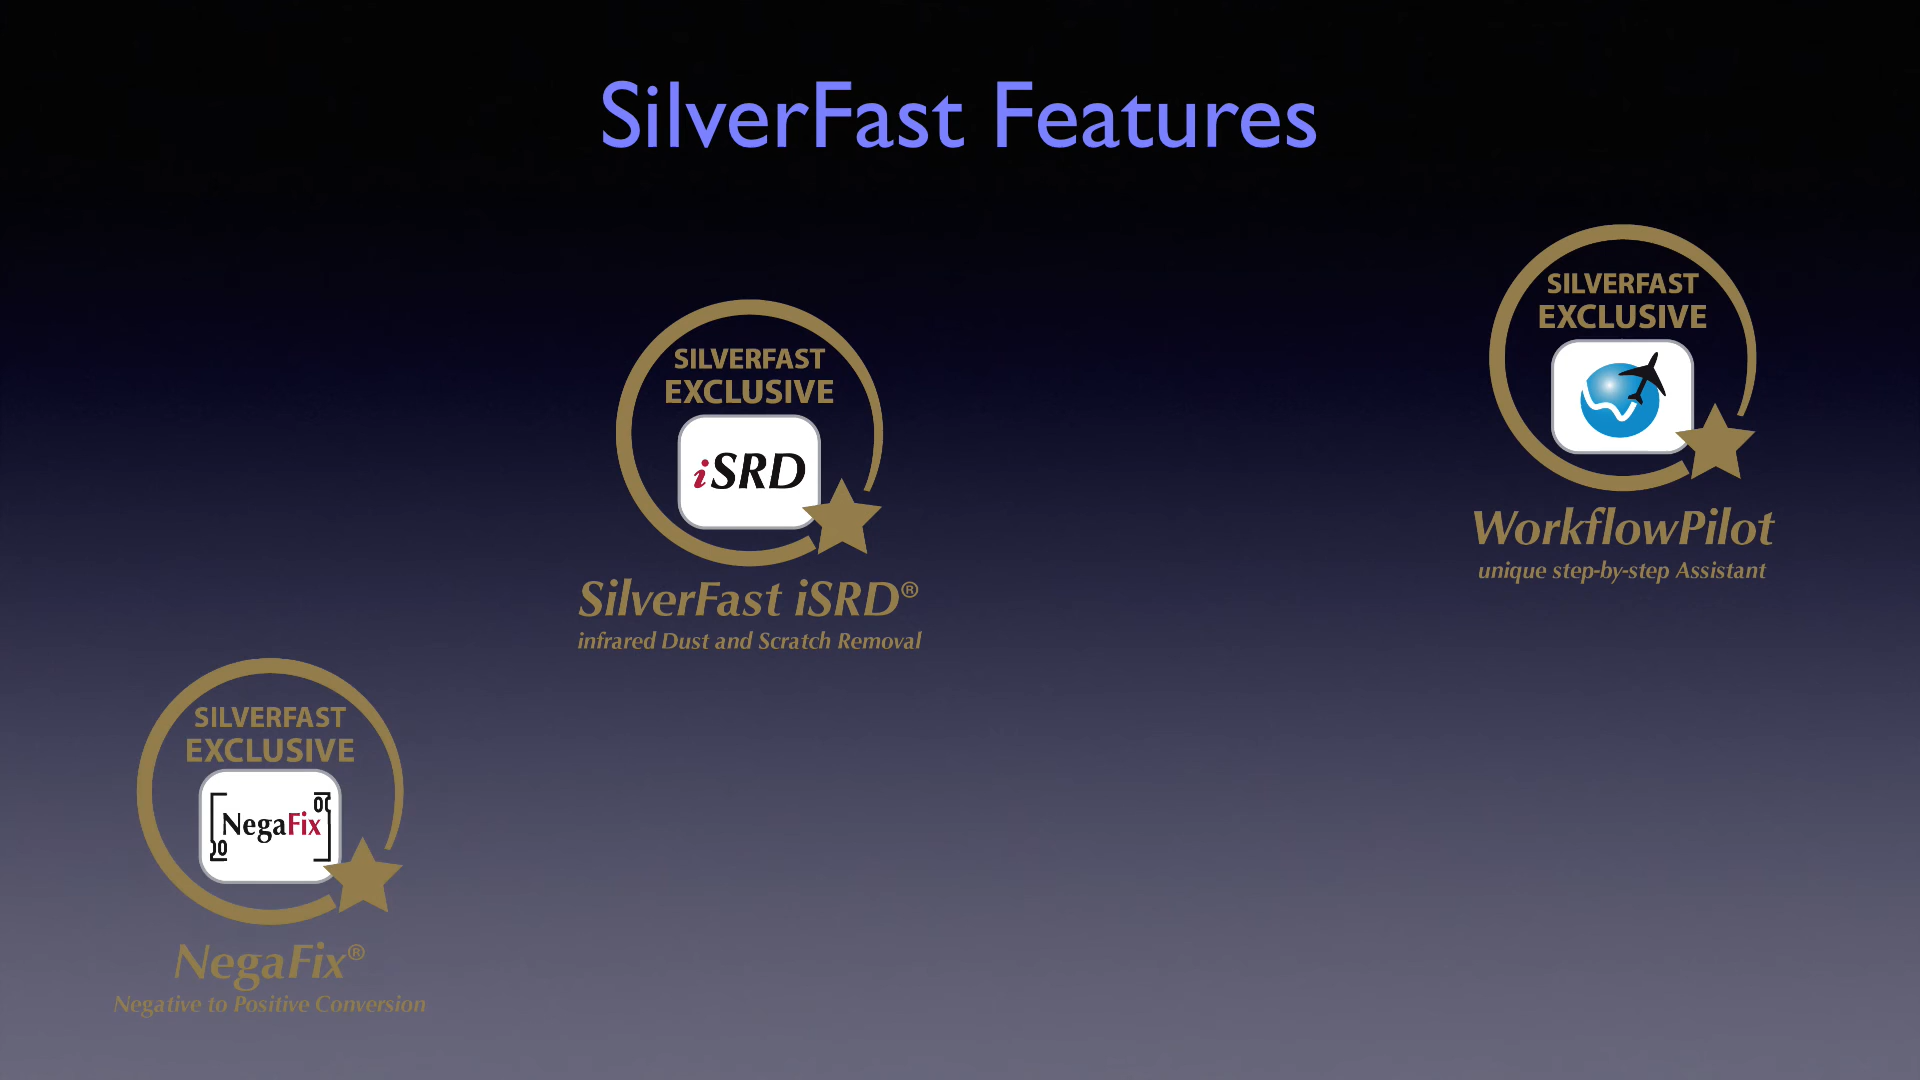 SilverFast Features
SILVERFAST
EXCLUSIVE
iSRD
SilverFast iSRD®
infrared Dust and Scratch Removal
SILVERFAST
EXCLUSIVE
WorkflowPilot
unique step-by-step Assistant
SILVERFAST
EXCLUSIVE
NegaFix
NegaFix®
Negative to Positive Conversion